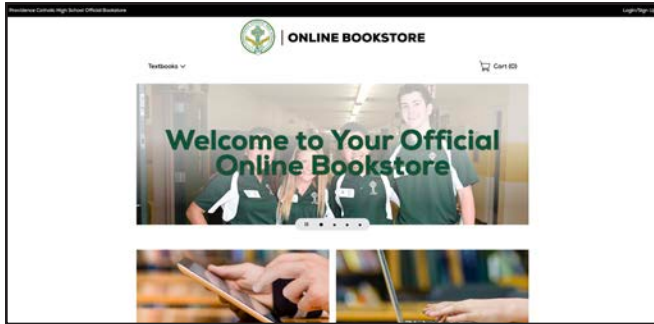 Providence Catholic High School Official Bookstore
Login/Sign Up
ONLINE BOOKSTORE
Textbooks
Cart (0)
Welcome to Your Official
Online Bookstore